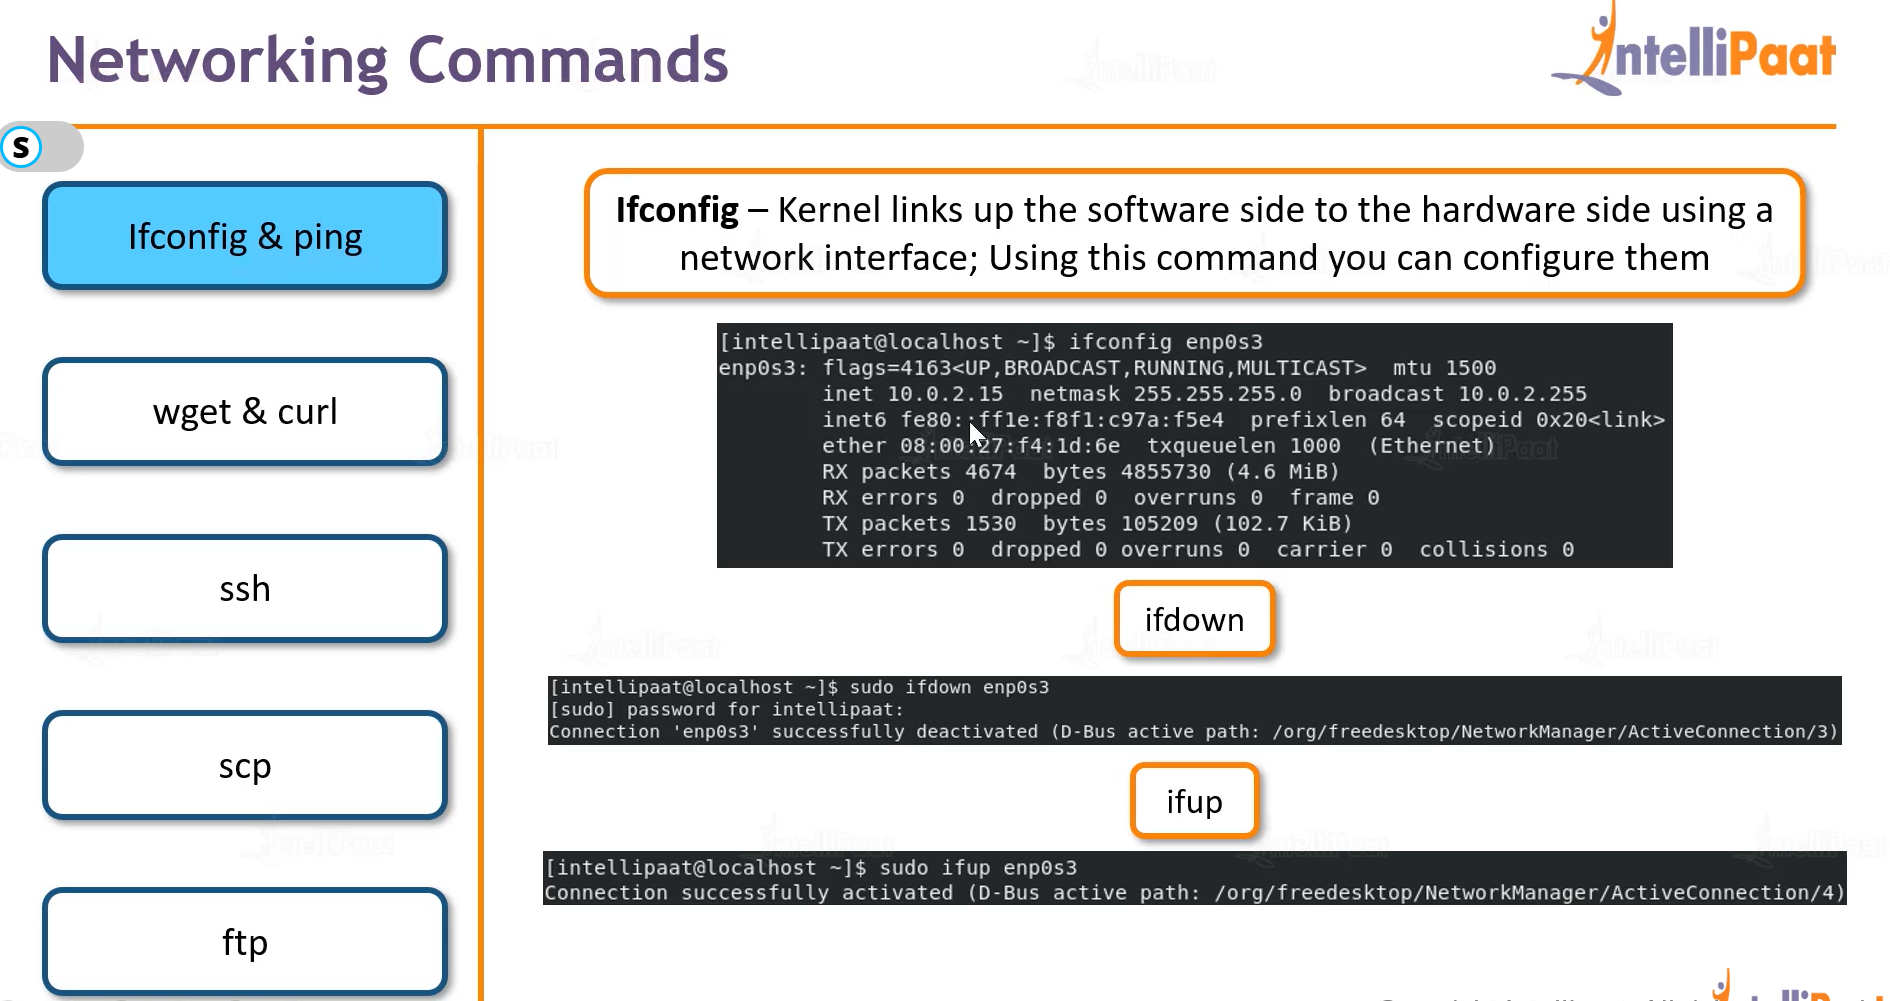 Networking Commands
IntelliPaat
S
Ifconfig & ping
wget & curl
ssh
scp
ftp
Ifconfig – Kernel links up the software side to the hardware side using a
network interface; Using this command you can configure them
[intellipaat@localhost ~]$ ifconfig enp0s3
enp0s3: flags=4163<UP,BROADCAST,RUNNING,MULTICAST>  mtu 1500
inet 10.0.2.15  netmask 255.255.255.0  broadcast 10.0.2.255
inet6 fe80::ff1e:f8f1:c97a:f5e4  prefixlen 64  scopeid 0x20<link>
ether 08:00:27:f4:1d:6e  txqueuelen 1000  (Ethernet)
RX packets 4674  bytes 4855730 (4.6 MiB)
RX errors 0  dropped 0  overruns 0  frame 0
TX packets 1530  bytes 105209 (102.7 KiB)
TX errors 0  dropped 0 overruns 0  carrier 0  collisions 0
ifdown
[intellipaat@localhost ~]$ sudo ifdown enp0s3
[sudo] password for intellipaat:
Connection 'enp0s3' successfully deactivated (D-Bus active path: /org/freedesktop/NetworkManager/ActiveConnection/3)
ifup
[intellipaat@localhost ~]$ sudo ifup enp0s3
Connection successfully activated (D-Bus active path: /org/freedesktop/NetworkManager/ActiveConnection/4)